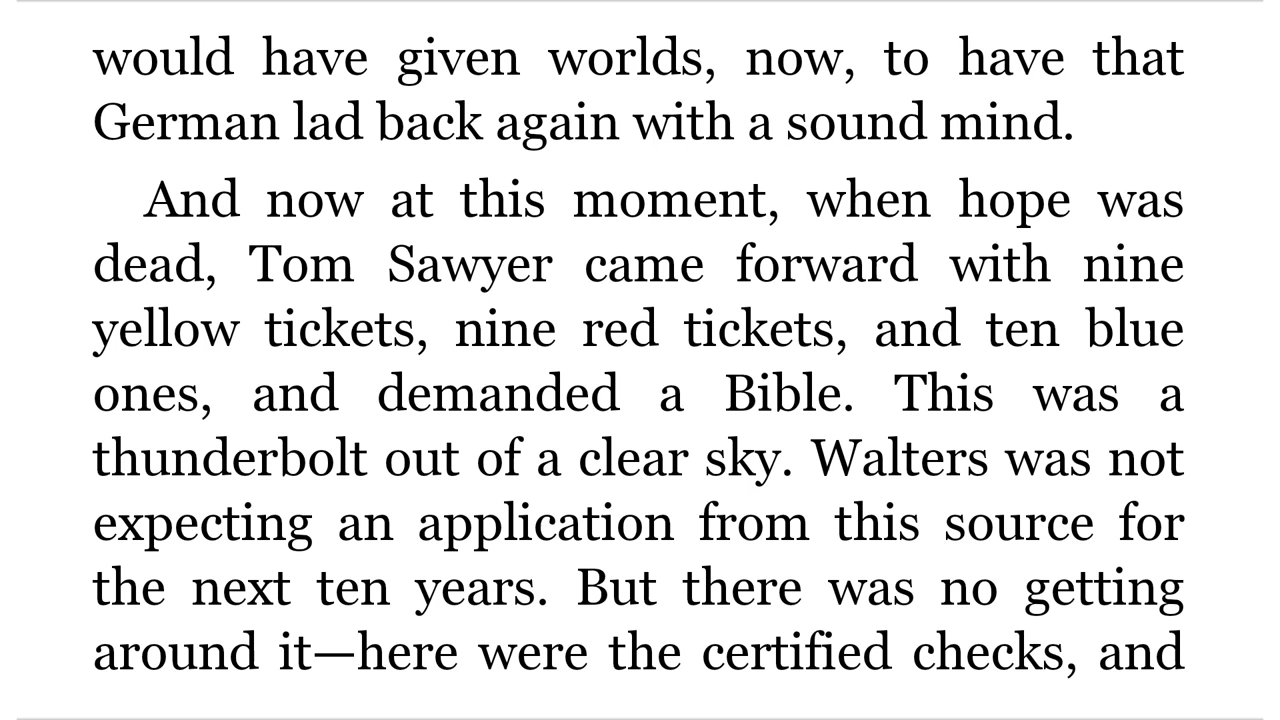 would have given worlds, now, to have that
German lad back again with a sound mind.
And now at this moment, when hope was
dead, Tom Sawyer came forward with nine
yellow tickets, nine red tickets, and ten blue
ones, and demanded a Bible. This was a
thunderbolt out of a clear sky. Walters was not
expecting an application from this source for
the next ten years. But there was no getting
around it—here were the certified checks, and